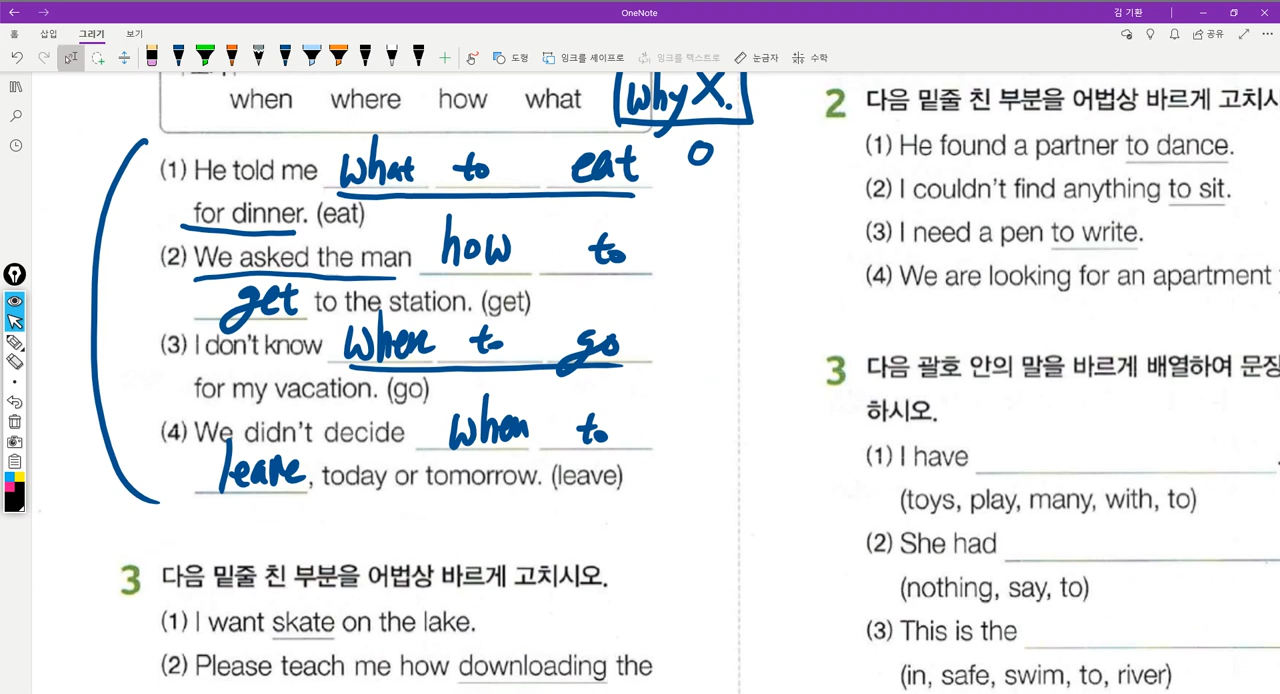 OneNote
김 기환
홈 삽입 그리기 보기
공유
도형 잉크를 셰이프로 잉크를 텍스트로 눈금자 수학
when where how what why X.
O
(1) He told me what to eat
for dinner. (eat)
(2) We asked the man how to
get to the station. (get)
(3) I don't know where to go
for my vacation. (go)
(4) We didn't decide when to
leave, today or tomorrow. (leave)
3 다음 밑줄 친 부분을 어법상 바르게 고치시오.
(1) I want skate on the lake.
(2) Please teach me how downloading the
2 다음 밑줄 친 부분을 어법상 바르게 고치시
(1) He found a partner to dance.
(2) I couldn't find anything to sit.
(3) I need a pen to write.
(4) We are looking for an apartment
3 다음 괄호 안의 말을 바르게 배열하여 문장
하시오.
(1) I have
(toys, play, many, with, to)
(2) She had
(nothing, say, to)
(3) This is the
(in, safe, swim, to, river)